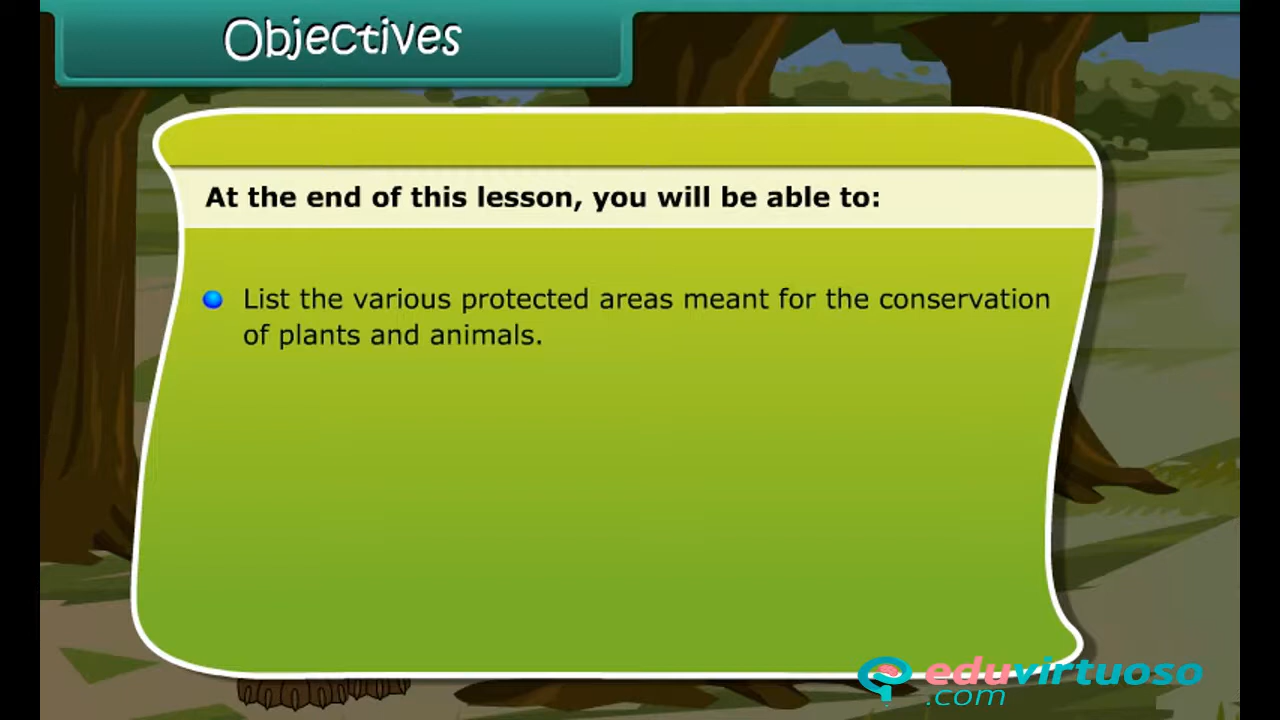 Objectives
At the end of this lesson, you will be able to:
List the various protected areas meant for the conservation
of plants and animals.
eduvirtuoso
.com